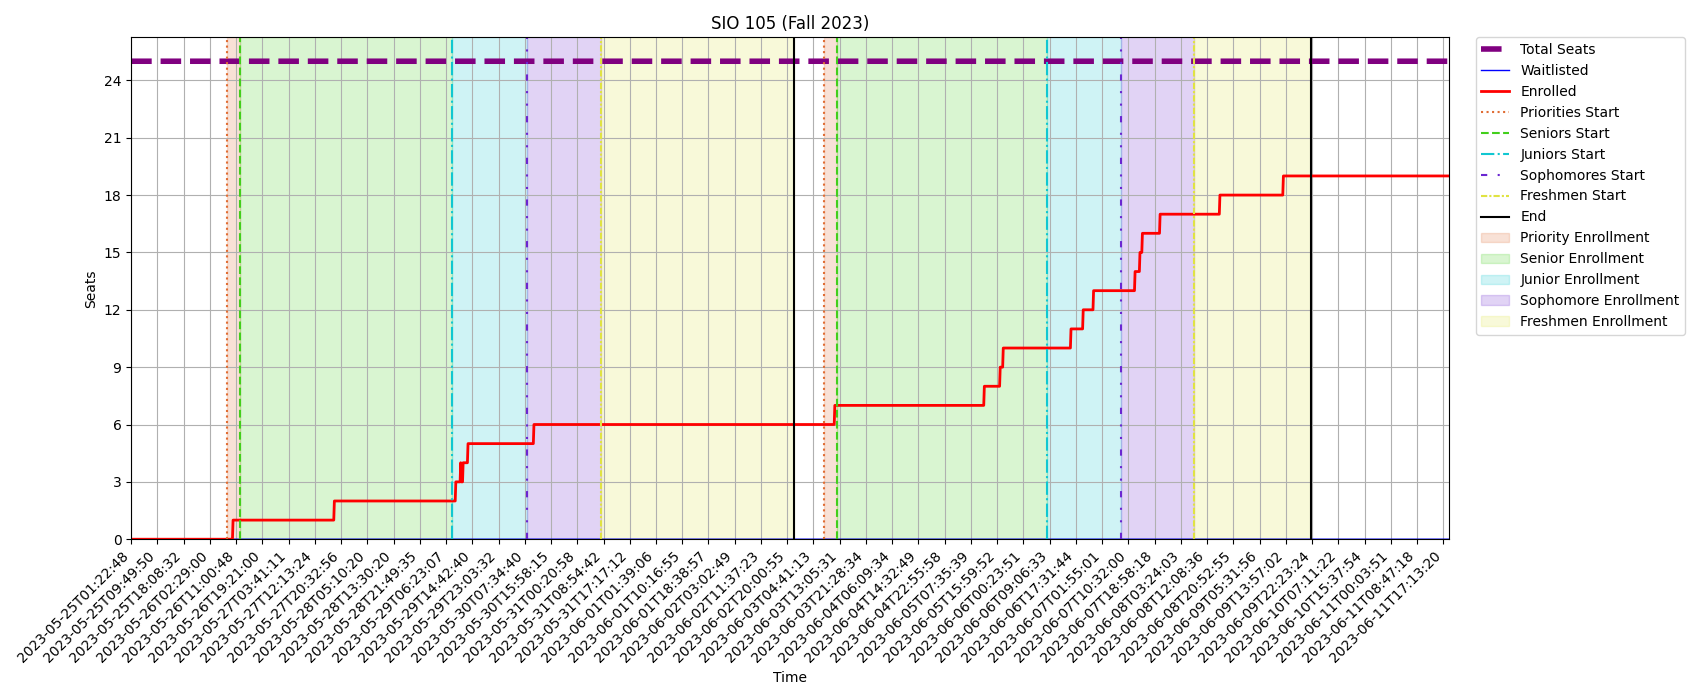 SIO 105 (Fall 2023)
Total Seats
Waitlisted
Enrolled
Priorities Start
Seniors Start
Juniors Start
Sophomores Start
Freshmen Start
End
Priority Enrollment
Senior Enrollment
Junior Enrollment
Sophomore Enrollment
Freshmen Enrollment
Seats
24
21
18
15
12
9
6
3
0
2023-05-25T01:22:48
2023-05-25T09:49:50
2023-05-25T18:08:32
2023-05-26T02:29:00
2023-05-26T11:00:48
2023-05-26T19:21:00
2023-05-27T03:41:11
2023-05-27T12:13:24
2023-05-27T20:32:56
2023-05-28T05:10:20
2023-05-28T13:30:20
2023-05-28T21:49:35
2023-05-29T06:23:07
2023-05-29T14:42:40
2023-05-29T23:03:32
2023-05-30T07:34:40
2023-05-30T15:58:15
2023-05-31T00:20:58
2023-05-31T08:54:42
2023-05-31T17:17:12
2023-06-01T01:39:06
2023-06-01T10:16:55
2023-06-01T18:38:57
2023-06-02T03:02:49
2023-06-02T11:37:23
2023-06-02T20:00:55
2023-06-03T04:41:13
2023-06-03T13:05:31
2023-06-03T21:28:34
2023-06-04T06:09:34
2023-06-04T14:32:49
2023-06-04T22:55:58
2023-06-05T07:35:39
2023-06-05T15:59:52
2023-06-06T00:23:51
2023-06-06T09:06:33
2023-06-06T17:31:44
2023-06-07T01:55:01
2023-06-07T10:32:00
2023-06-07T18:58:18
2023-06-08T03:24:03
2023-06-08T12:08:36
2023-06-08T20:52:55
2023-06-09T05:31:56
2023-06-09T13:57:02
2023-06-09T22:23:24
2023-06-10T07:11:22
2023-06-10T15:37:54
2023-06-11T00:03:51
2023-06-11T08:47:18
2023-06-11T17:13:20
Time